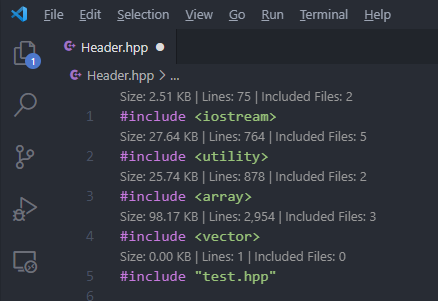 File Edit Selection View Go Run Terminal Help
Header.hpp
Header.hpp > ...
Size: 2.51 KB | Lines: 75 | Included Files: 2
1 #include <iostream>
Size: 27.64 KB | Lines: 764 | Included Files: 5
2 #include <utility>
Size: 25.74 KB | Lines: 878 | Included Files: 2
3 #include <array>
Size: 98.17 KB | Lines: 2,954 | Included Files: 3
4 #include <vector>
Size: 0.00 KB | Lines: 1 | Included Files: 0
5 #include "test.hpp"
6
1